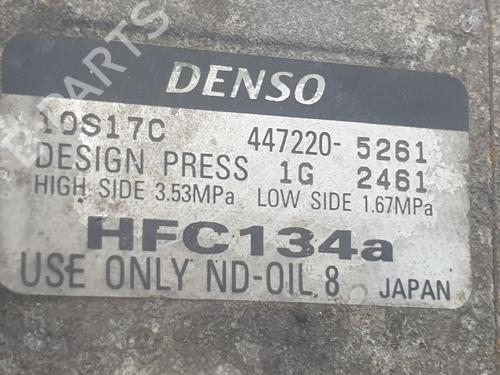 DENSO
10S17C 447220- 5261
DESIGN PRESS 1G 2461
HIGH SIDE 3.53MPa LOW SIDE 1.67MPa
HFC134a
USE ONLY ND-OIL 8 JAPAN